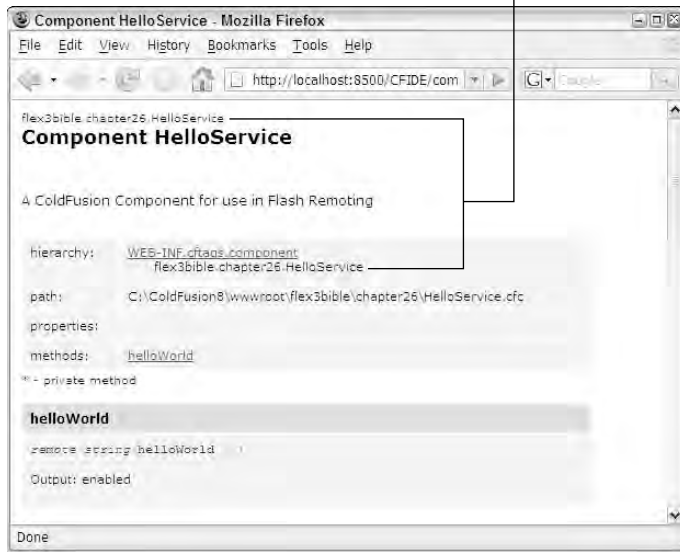 Component HelloService - Mozilla Firefox
File Edit View History Bookmarks Tools Help
http://localhost:8500/CFIDE/com
flex3bible.chapter26.HelloService
Component HelloService
A ColdFusion Component for use in Flash Remoting
hierarchy: WEB-INF.cftags.component
flex3bible.chapter26.HelloService
path: C:\ColdFusion8\wwwroot\flex3bible\chapter26\HelloService.cfc
properties:
methods: helloWorld
* - private method
helloWorld
remote string helloWorld
Output: enabled
Done